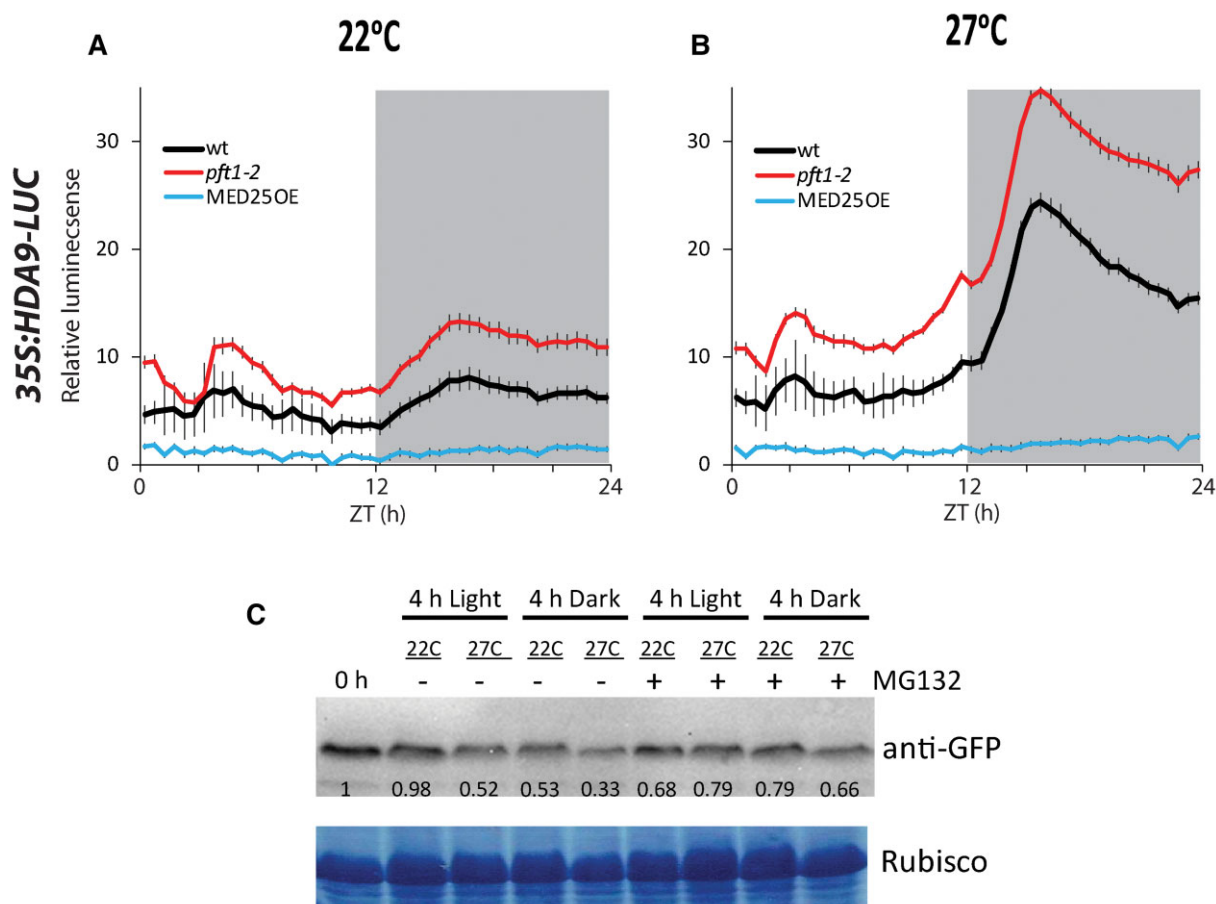 A 22ºC
B 27ºC
35S:HDA9-LUC
Relative luminecsense
30
20
10
0
wt
pft1-2
MED25OE
0 12 24
ZT (h)
30
20
10
0
wt
pft1-2
MED25OE
0 12 24
ZT (h)
C
4 h Light 4 h Dark 4 h Light 4 h Dark
22C 27C 22C 27C 22C 27C 22C 27C
0 h - - - - + + + + MG132
anti-GFP
1 0.98 0.52 0.53 0.33 0.68 0.79 0.79 0.66
Rubisco